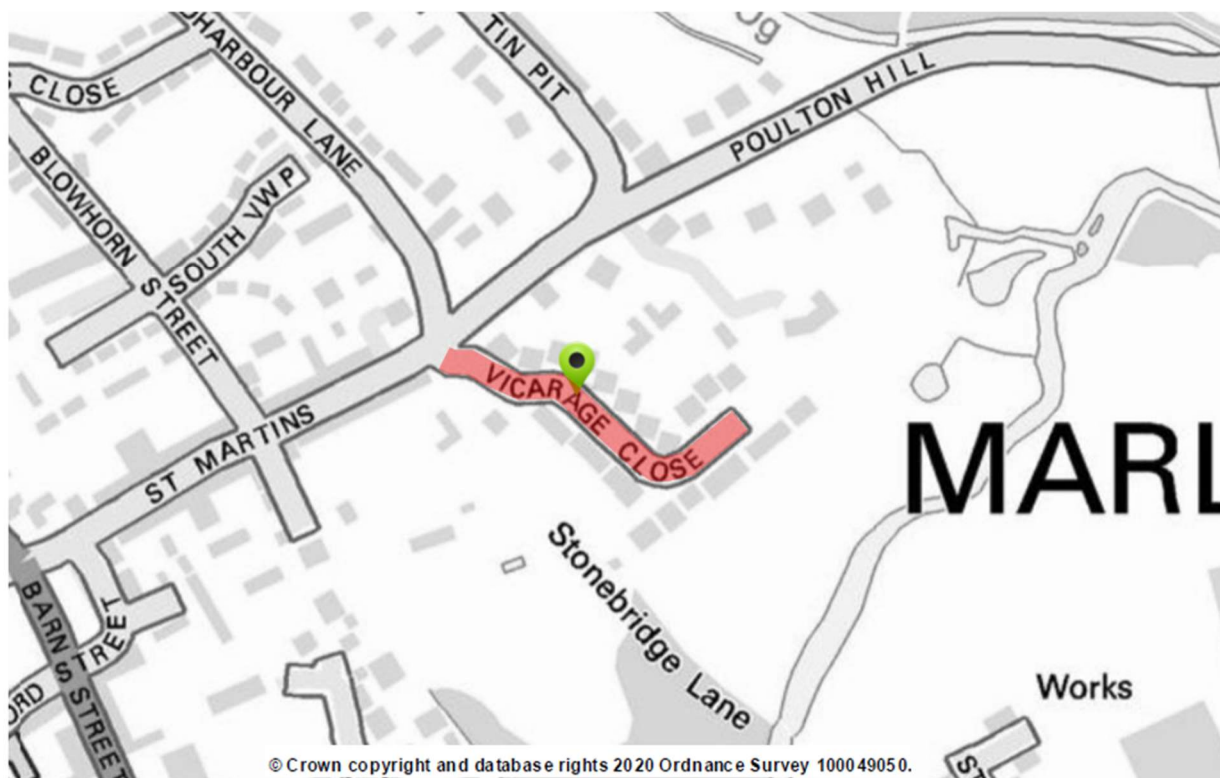 TIN PIT
HARBOUR LANE
CLOSE
POULTON HILL
BLOWHORN STREET
SOUTH VW P
VICARAGE CLOSE
ST MARTINS
MARL
Stonebridge Lane
BARN STREET
STREET
Works
ST
© Crown copyright and database rights 2020 Ordnance Survey 100049050.